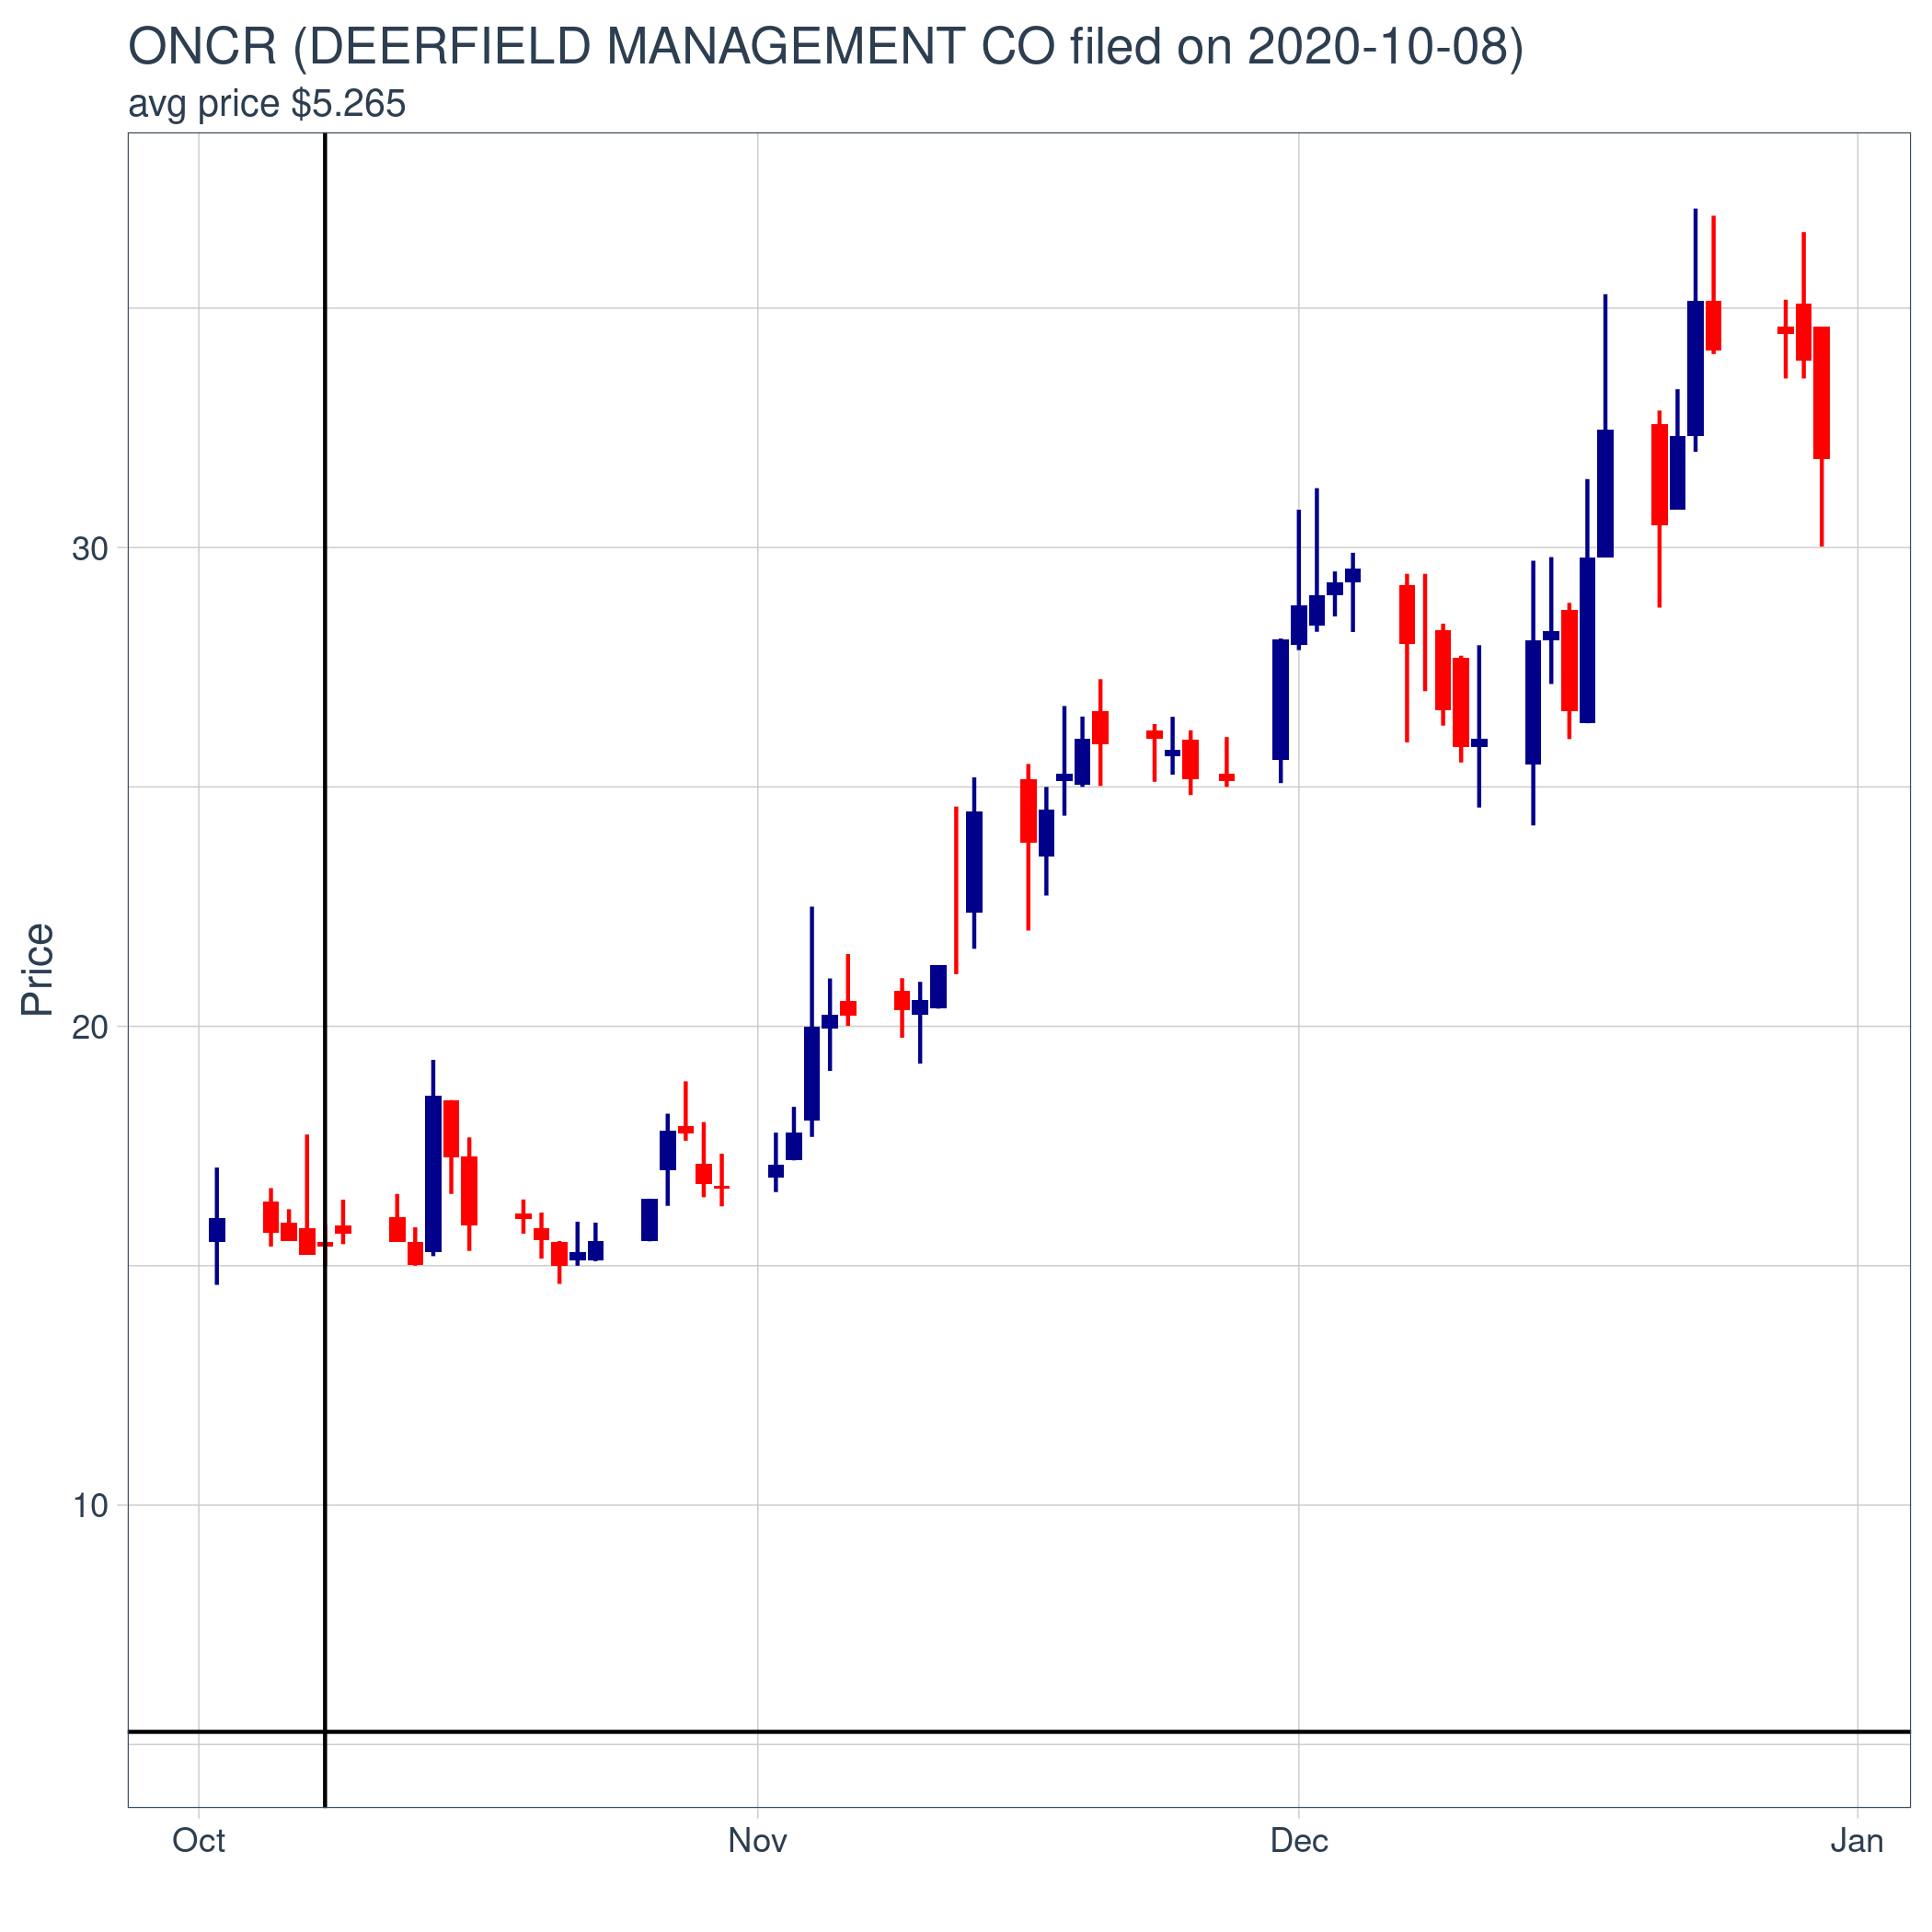 ONCR (DEERFIELD MANAGEMENT CO filed on 2020-10-08)
avg price $5.265
Price
30
20
10
Oct Nov Dec Jan